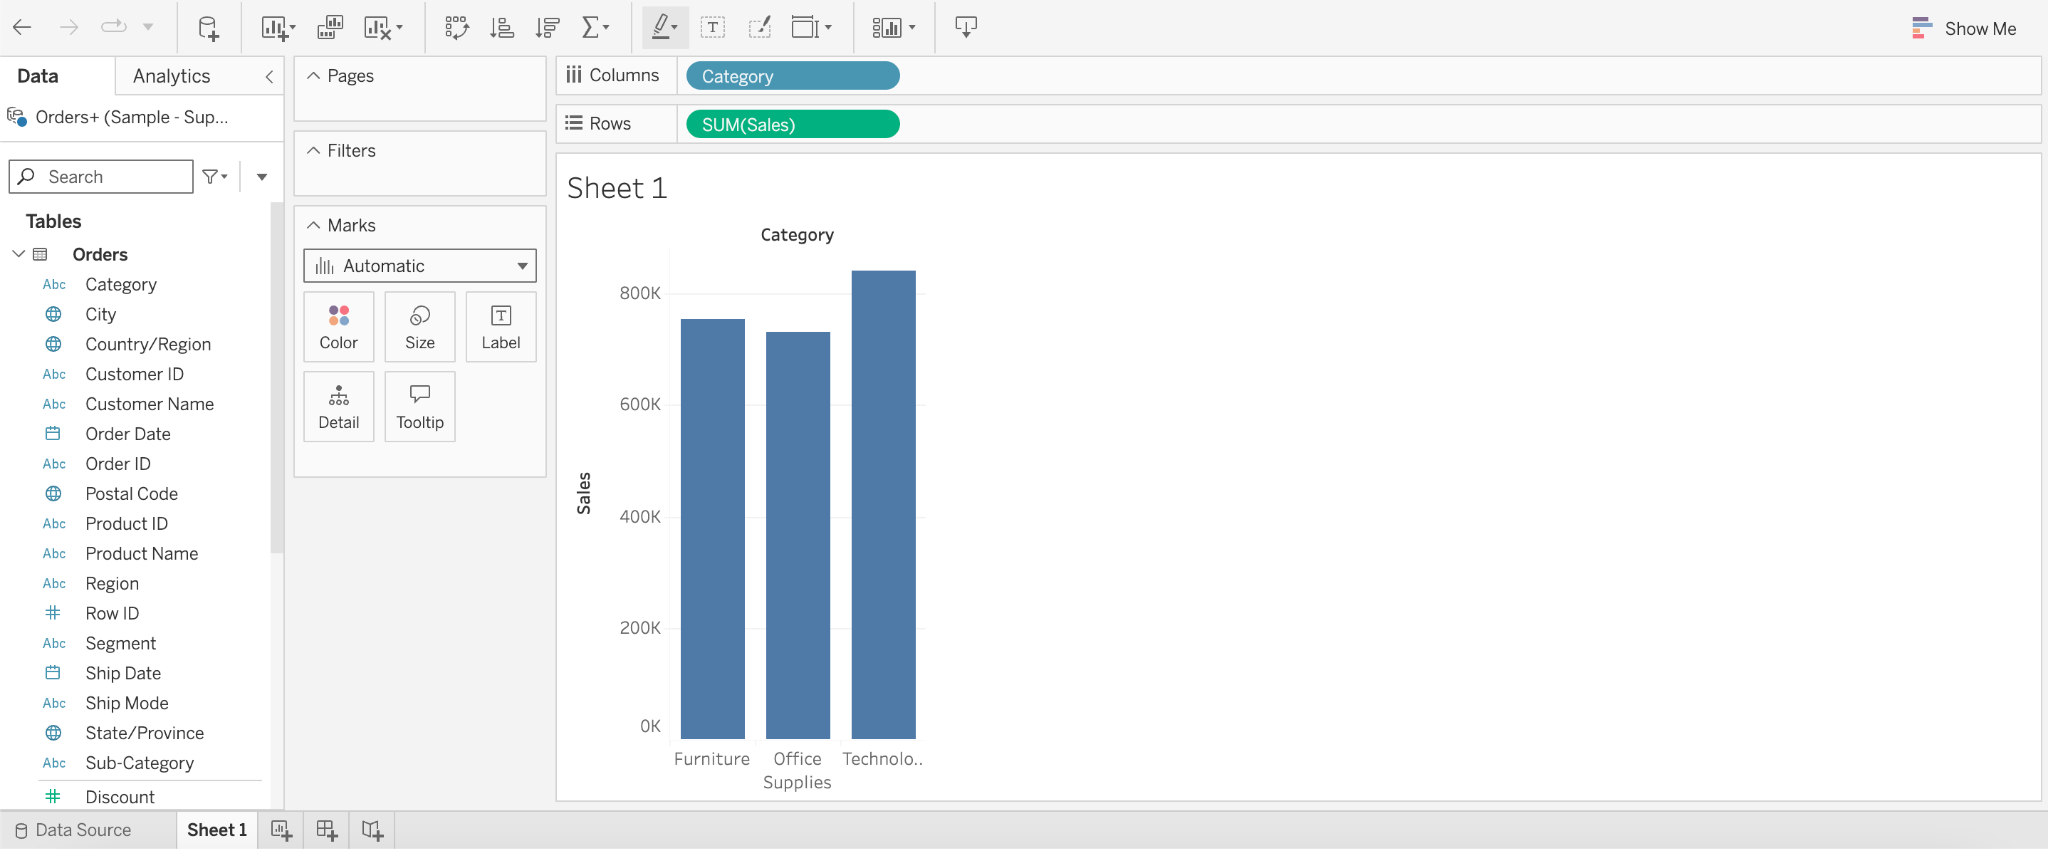 Show Me
Data
Analytics
Orders+ (Sample - Sup...
Search
Tables
Orders
Abc Category
City
Country/Region
Abc Customer ID
Abc Customer Name
Order Date
Abc Order ID
Postal Code
Abc Product ID
Abc Product Name
Abc Region
Row ID
Abc Segment
Ship Date
Abc Ship Mode
State/Province
Abc Sub-Category
Discount
Pages
Filters
Marks
Automatic
Color
Size
Label
Detail
Tooltip
Columns
Category
Rows
SUM(Sales)
Sheet 1
Category
800K
600K
400K
200K
0K
Sales
Furniture
Office
Supplies
Technolo..
Data Source
Sheet 1